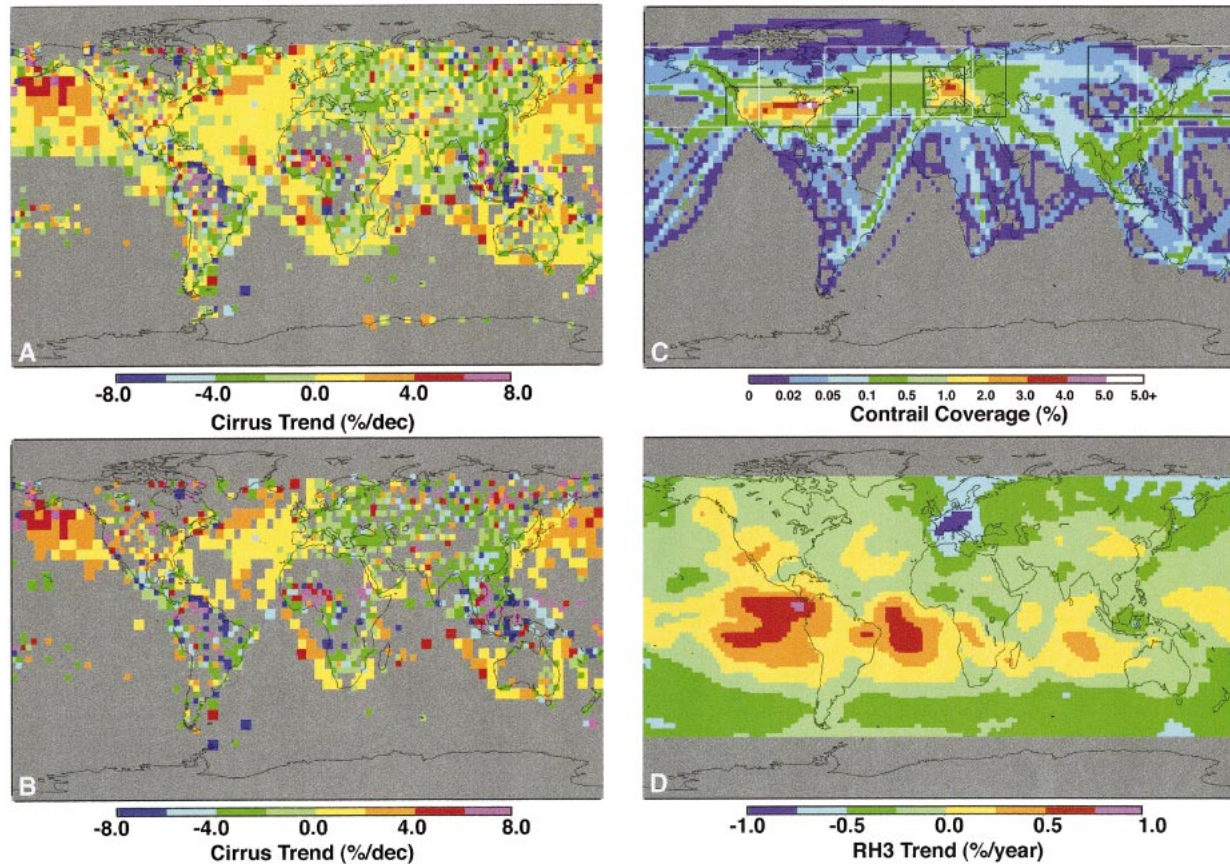 A
-8.0 -4.0 0.0 4.0 8.0
Cirrus Trend (%/dec)
C
0 0.02 0.05 0.1 0.5 1.0 2.0 3.0 4.0 5.0 5.0+
Contrail Coverage (%)
B
-8.0 -4.0 0.0 4.0 8.0
Cirrus Trend (%/dec)
D
-1.0 -0.5 0.0 0.5 1.0
RH3 Trend (%/year)